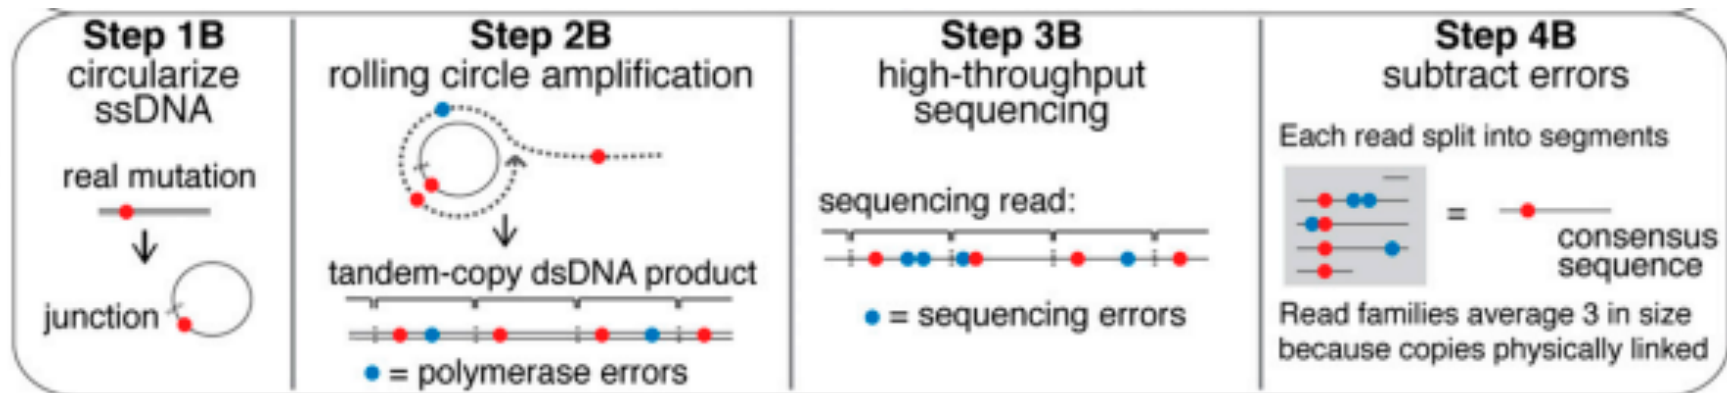 Step 1B
circularize
ssDNA
real mutation
junction
Step 2B
rolling circle amplification
tandem-copy dsDNA product
= polymerase errors
Step 3B
high-throughput
sequencing
sequencing read:
= sequencing errors
Step 4B
subtract errors
Each read split into segments
=
consensus
sequence
Read families average 3 in size
because copies physically linked